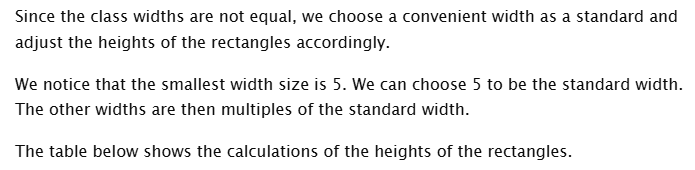 Since the class widths are not equal, we choose a convenient width as a standard and
adjust the heights of the rectangles accordingly.
We notice that the smallest width size is 5. We can choose 5 to be the standard width.
The other widths are then multiples of the standard width.
The table below shows the calculations of the heights of the rectangles.